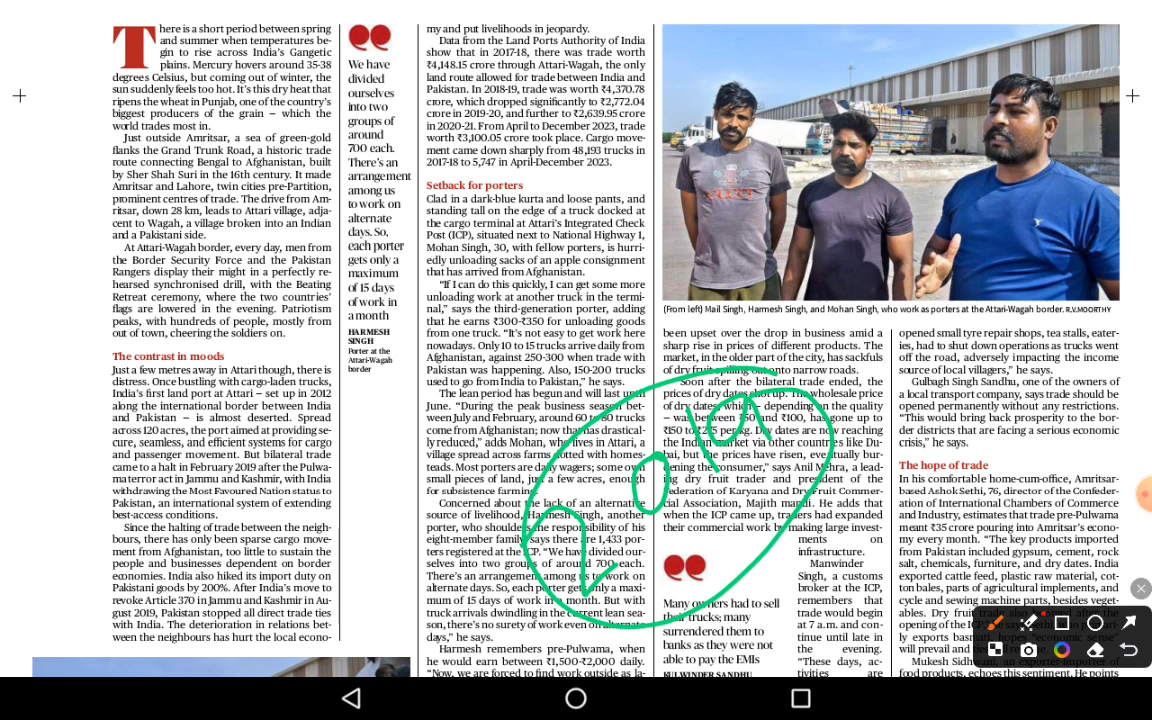 There is a short period between spring
and summer when temperatures be-
gin to rise across India's Gangetic
plains. Mercury hovers around 35-38
degrees Celsius, but coming out of winter, the
sun suddenly feels too hot. It's this dry heat that
ripens the wheat in Punjab, one of the country's
biggest producers of the grain – which the
world trades most in.
Just outside Amritsar, a sea of green-gold
flanks the Grand Trunk Road, a historic trade
route connecting Bengal to Afghanistan, built
by Sher Shah Suri in the 16th century. It made
Amritsar and Lahore, twin cities pre-Partition,
prominent centres of trade. The drive from Am-
ritsar, down 28 km, leads to Attari village, adja-
cent to Wagah, a village broken into an Indian
and a Pakistani side.
At Attari-Wagah border, every day, men from
the Border Security Force and the Pakistan
Rangers display their might in a perfectly re-
hearsed synchronised drill, with the Beating
Retreat ceremony, where the two countries'
flags are lowered in the evening. Patriotism
peaks, with hundreds of people, mostly from
out of town, cheering the soldiers on.
The contrast in moods
Just a few metres away in Attari though, there is
distress. Once bustling with cargo-laden trucks,
India's first land port at Attari – set up in 2012
along the international border between India
and Pakistan – is almost deserted. Spread
across 120 acres, the port aimed at providing se-
cure, seamless, and efficient systems for cargo
and passenger movement. But bilateral trade
came to a halt in February 2019 after the Pulwa-
ma terror act in Jammu and Kashmir, with India
withdrawing the Most Favoured Nation status to
Pakistan, an international system of extending
best-access conditions.
Since the halting of trade between the neigh-
bours, there has only been sparse cargo move-
ment from Afghanistan, too little to sustain the
people and businesses dependent on border
economies. India also hiked its import duty on
Pakistani goods by 200%. After India's move to
revoke Article 370 in Jammu and Kashmir in Au-
gust 2019, Pakistan stopped all direct trade ties
with India. The deterioration in relations bet-
ween the neighbours has hurt the local econo-
We have
divided
ourselves
into two
groups of
around
700 each.
There's an
arrangement
among us
to work on
alternate
days. So,
each porter
gets only a
maximum
of 15 days
of work in
a month
HARMESH
SINGH
Porter at the
Attari-Wagah
border
my and put livelihoods in jeopardy.
Data from the Land Ports Authority of India
show that in 2017-18, there was trade worth
₹4,148.15 crore through Attari-Wagah, the only
land route allowed for trade between India and
Pakistan. In 2018-19, trade was worth ₹4,370.78
crore, which dropped significantly to ₹2,772.04
crore in 2019-20, and further to ₹2,639.95 crore
in 2020-21. From April to December 2023, trade
worth ₹3,100.05 crore took place. Cargo move-
ment came down sharply from 48,193 trucks in
2017-18 to 5,747 in April-December 2023.
Setback for porters
Clad in a dark-blue kurta and loose pants, and
standing tall on the edge of a truck docked at
the cargo terminal at Attari's Integrated Check
Post (ICP), situated next to National Highway 1,
Mohan Singh, 30, with fellow porters, is hurri-
edly unloading sacks of an apple consignment
that has arrived from Afghanistan.
"If I can do this quickly, I can get some more
unloading work at another truck in the termi-
nal," says the third-generation porter, adding
that he earns ₹300-₹350 for unloading goods
from one truck. "It's not easy to get work here
nowadays. Only 10 to 15 trucks arrive daily from
Afghanistan, against 250-300 when trade with
Pakistan was happening. Also, 150-200 trucks
used to go from India to Pakistan," he says.
The lean period has begun and will last until
June. "During the peak business season bet-
ween July and February, around 60 to 80 trucks
come from Afghanistan; now that has drastical-
ly reduced," adds Mohan, who lives in Attari, a
village spread across farms dotted with homes-
teads. Most porters are daily wagers; some own
small pieces of land, just a few acres, enough
for subsistence farming.
Concerned about the lack of an alternative
source of livelihood, Harmesh Singh, another
porter, who shoulders the responsibility of his
eight-member family, says there are 1,433 por-
ters registered at the ICP. "We have divided our-
selves into two groups of around 700 each.
There's an arrangement among us to work on
alternate days. So, each porter gets only a maxi-
mum of 15 days of work in a month. But with
truck arrivals dwindling in the current lean sea-
son, there's no surety of work even on alternate
days," he says.
Harmesh remembers pre-Pulwama, when
he would earn between ₹1,500-₹2,000 daily.
"Now, we are forced to find work outside as la-
(From left) Mail Singh, Harmesh Singh, and Mohan Singh, who work as porters at the Attari-Wagah border. R.V.MOORTHY
been upset over the drop in business amid a
sharp rise in prices of different products. The
market, in the older part of the city, has sackfuls
of dry fruit spilling out onto narrow roads.
Soon after the bilateral trade ended, the
prices of dry dates shot up. The wholesale price
of dry dates, which – depending on the quality
– was between ₹50 and ₹100, has gone up to
₹150 to ₹275 per kg. Dry dates are now reaching
the Indian market via other countries like Du-
bai, but the prices have risen, eventually bur-
dening the consumer," says Anil Mehra, a lead-
ing dry fruit trader and president of the
Federation of Karyana and Dry Fruit Commer-
cial Association, Majith mandi. He adds that
when the ICP came up, traders had expanded
their commercial work by making large invest-
ments on
infrastructure.
Manwinder
Singh, a customs
broker at the ICP,
remembers that
trade would begin
at 7 a.m. and con-
tinue until late in
the evening.
"These days, ac-
tivities are
Many owners had to sell
their trucks; many
surrendered them to
banks as they were not
able to pay the EMIs
KULWINDER SANDHU
opened small tyre repair shops, tea stalls, eater-
ies, had to shut down operations as trucks went
off the road, adversely impacting the income
source of local villagers," he says.
Gulbagh Singh Sandhu, one of the owners of
a local transport company, says trade should be
opened permanently without any restrictions.
"This would bring back prosperity to the bor-
der districts that are facing a serious economic
crisis," he says.
The hope of trade
In his comfortable home-cum-office, Amritsar-
based Ashok Sethi, 76, director of the Confeder-
ation of International Chambers of Commerce
and Industry, estimates that trade pre-Pulwama
meant ₹35 crore pouring into Amritsar's econo-
my every month. "The key products imported
from Pakistan included gypsum, cement, rock
salt, chemicals, furniture, and dry dates. India
exported cattle feed, plastic raw material, cot-
ton bales, parts of agricultural implements, and
cycle and sewing machine parts, besides veget-
ables. Dry fruit trade also
opening of the
ly exports
will prevail and
Mukesh Sidhwani, an exporter-importer of
food products, echoes this sentiment. He points